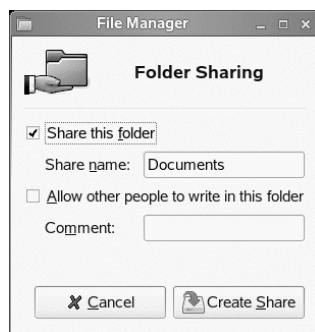 File Manager
Folder Sharing
Share this folder
Share name: Documents
Allow other people to write in this folder
Comment:
Cancel Create Share